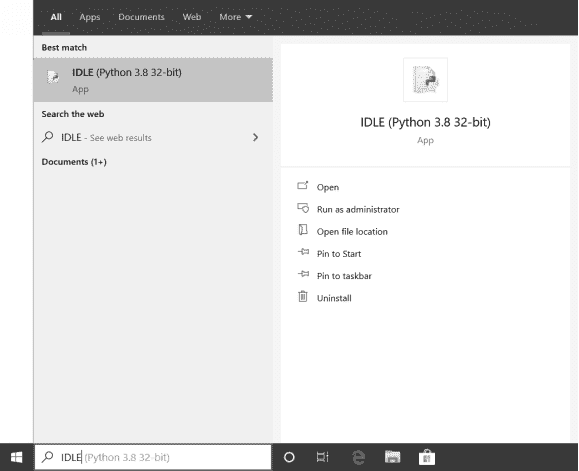 All Apps Documents Web More
Best match
IDLE (Python 3.8 32-bit)
App
Search the web
IDLE - See web results
Documents (1+)
IDLE (Python 3.8 32-bit)
App
Open
Run as administrator
Open file location
Pin to Start
Pin to taskbar
Uninstall
IDLE (Python 3.8 32-bit)